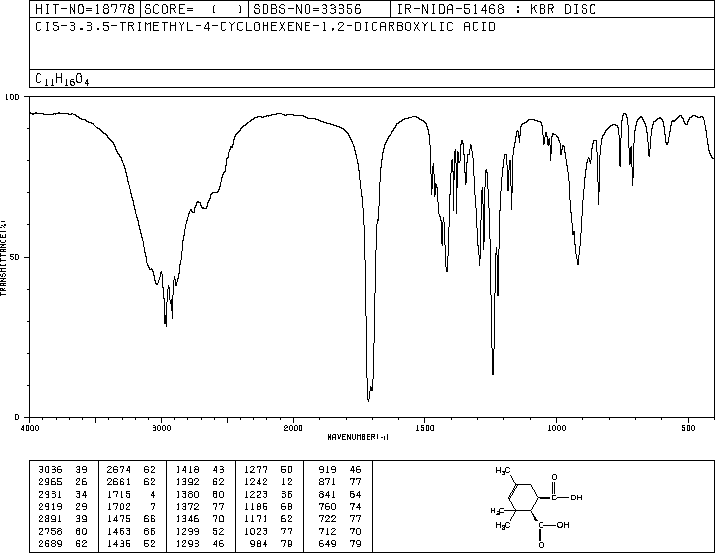 HIT-NO=18778 SCORE= ( ) SDBS-NO=33356 IR-NIDA-51468 : KBR DISC
CIS-3.3.5-TRIMETHYL-4-CYCLOHEXENE-1,2-DICARBOXYLIC ACID
C11H16O4
100
50
0
TRANSMITTANCE(%)
4000 3000 2000 1500 1000 500
WAVENUMBER(-1)
3036 39 2674 62 1418 43 1277 50 919 46
2965 26 2661 62 1392 62 1242 12 871 77
2931 34 1715 4 1380 60 1223 36 841 64
2919 29 1702 7 1372 77 1186 68 760 74
2891 39 1475 66 1346 70 1171 62 722 77
2758 60 1463 66 1299 52 1023 77 712 70
2689 62 1436 52 1293 46 984 79 649 79
H3C
O
C OH
H3C
H3C
C OH
O